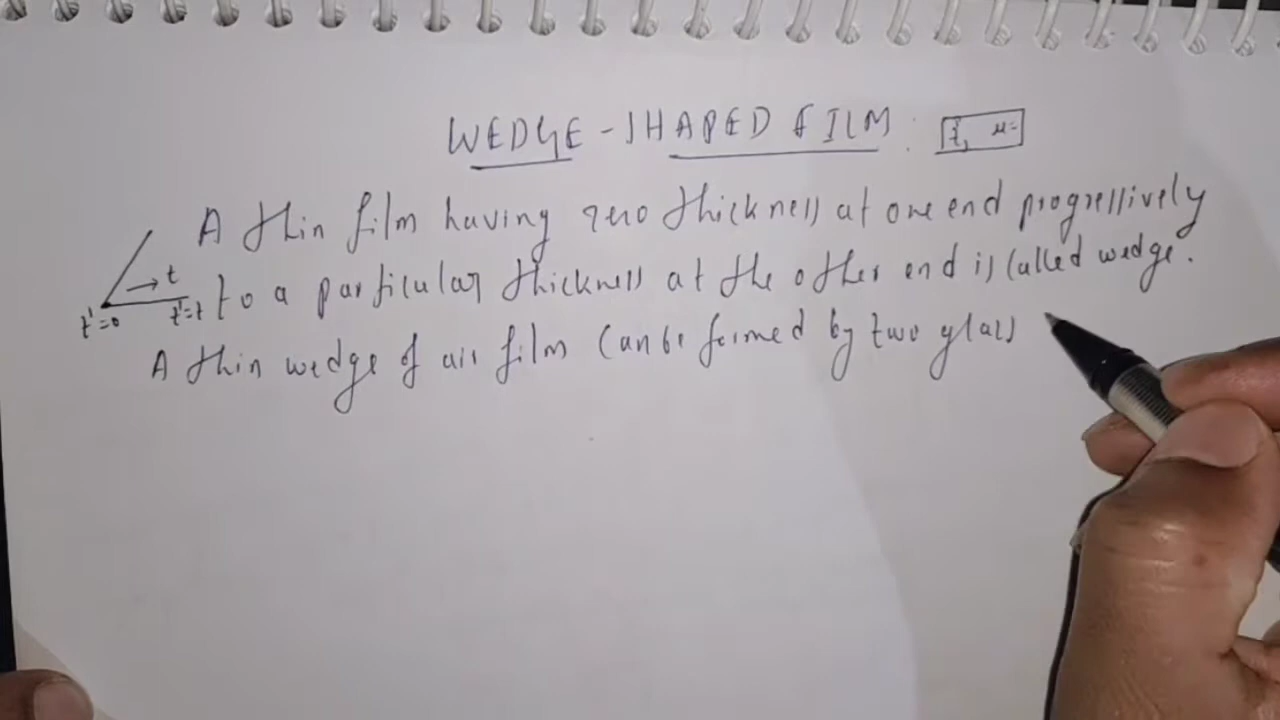 WEDGE-SHAPED FILM : t, μ=
A thin film having zero thickness at one end progressively
→ t
to a particular thickness at the other end is called wedge.
t'=0 t'=t
A thin wedge of air film can be formed by two glass